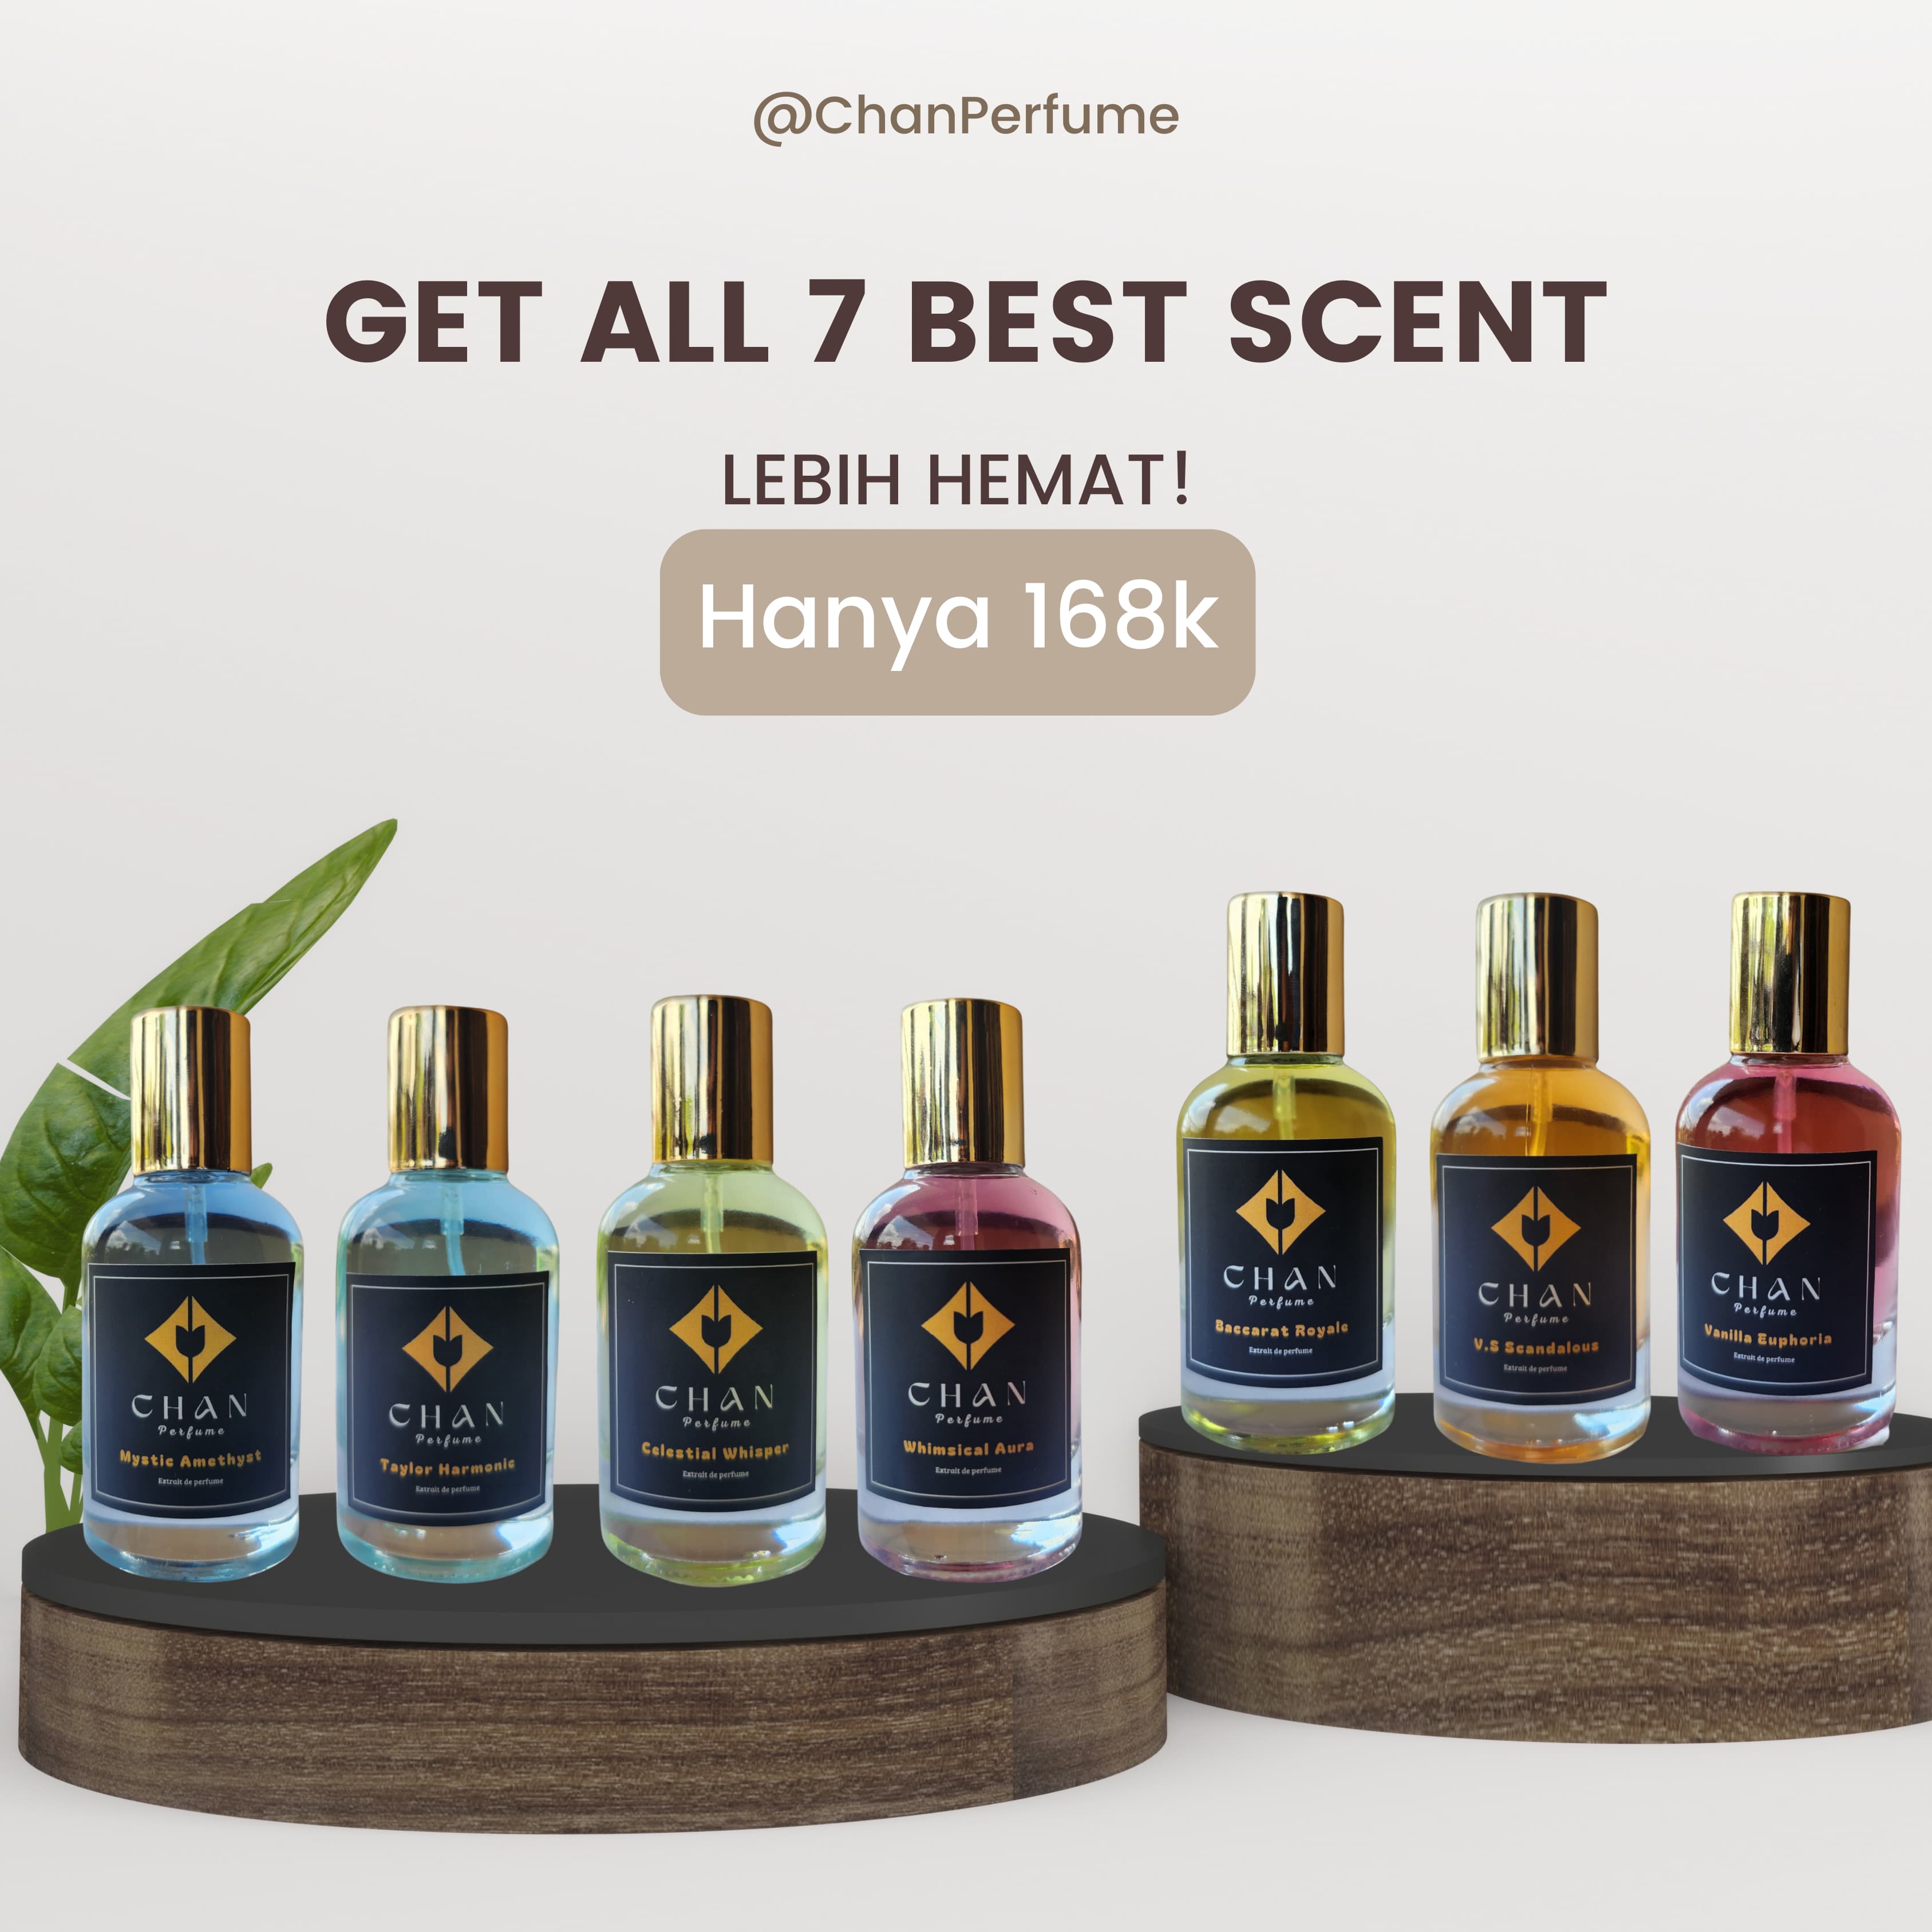 @ChanPerfume
GET ALL 7 BEST SCENT
LEBIH HEMAT!
Hanya 168k
CHAN
Perfume
Mystic Amethyst
Extrait de perfume
CHAN
Perfume
Taylor Harmonic
Extrait de perfume
CHAN
Perfume
Celestial Whisper
Extrait de perfume
CHAN
Perfume
Whimsical Aura
Extrait de perfume
CHAN
Perfume
Baccarat Royale
Extrait de perfume
CHAN
Perfume
V.S Scandalous
Extrait de perfume
CHAN
Perfume
Vanilla Euphoria
Extrait de perfume